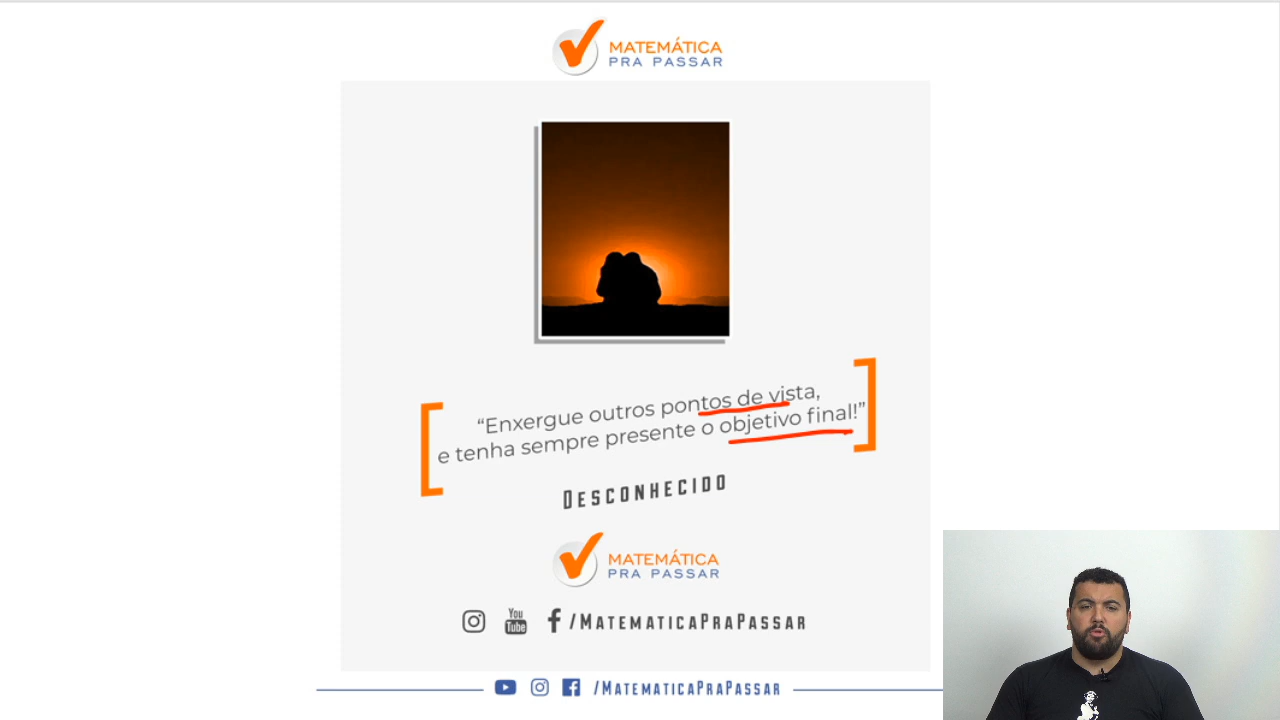 MATEMÁTICA
PRA PASSAR
“Enxergue outros pontos de vista,
e tenha sempre presente o objetivo final!”
DESCONHECIDO
MATEMÁTICA
PRA PASSAR
You
Tube
/MATEMATICAPRAPASSAR
/MATEMATICAPRAPASSAR